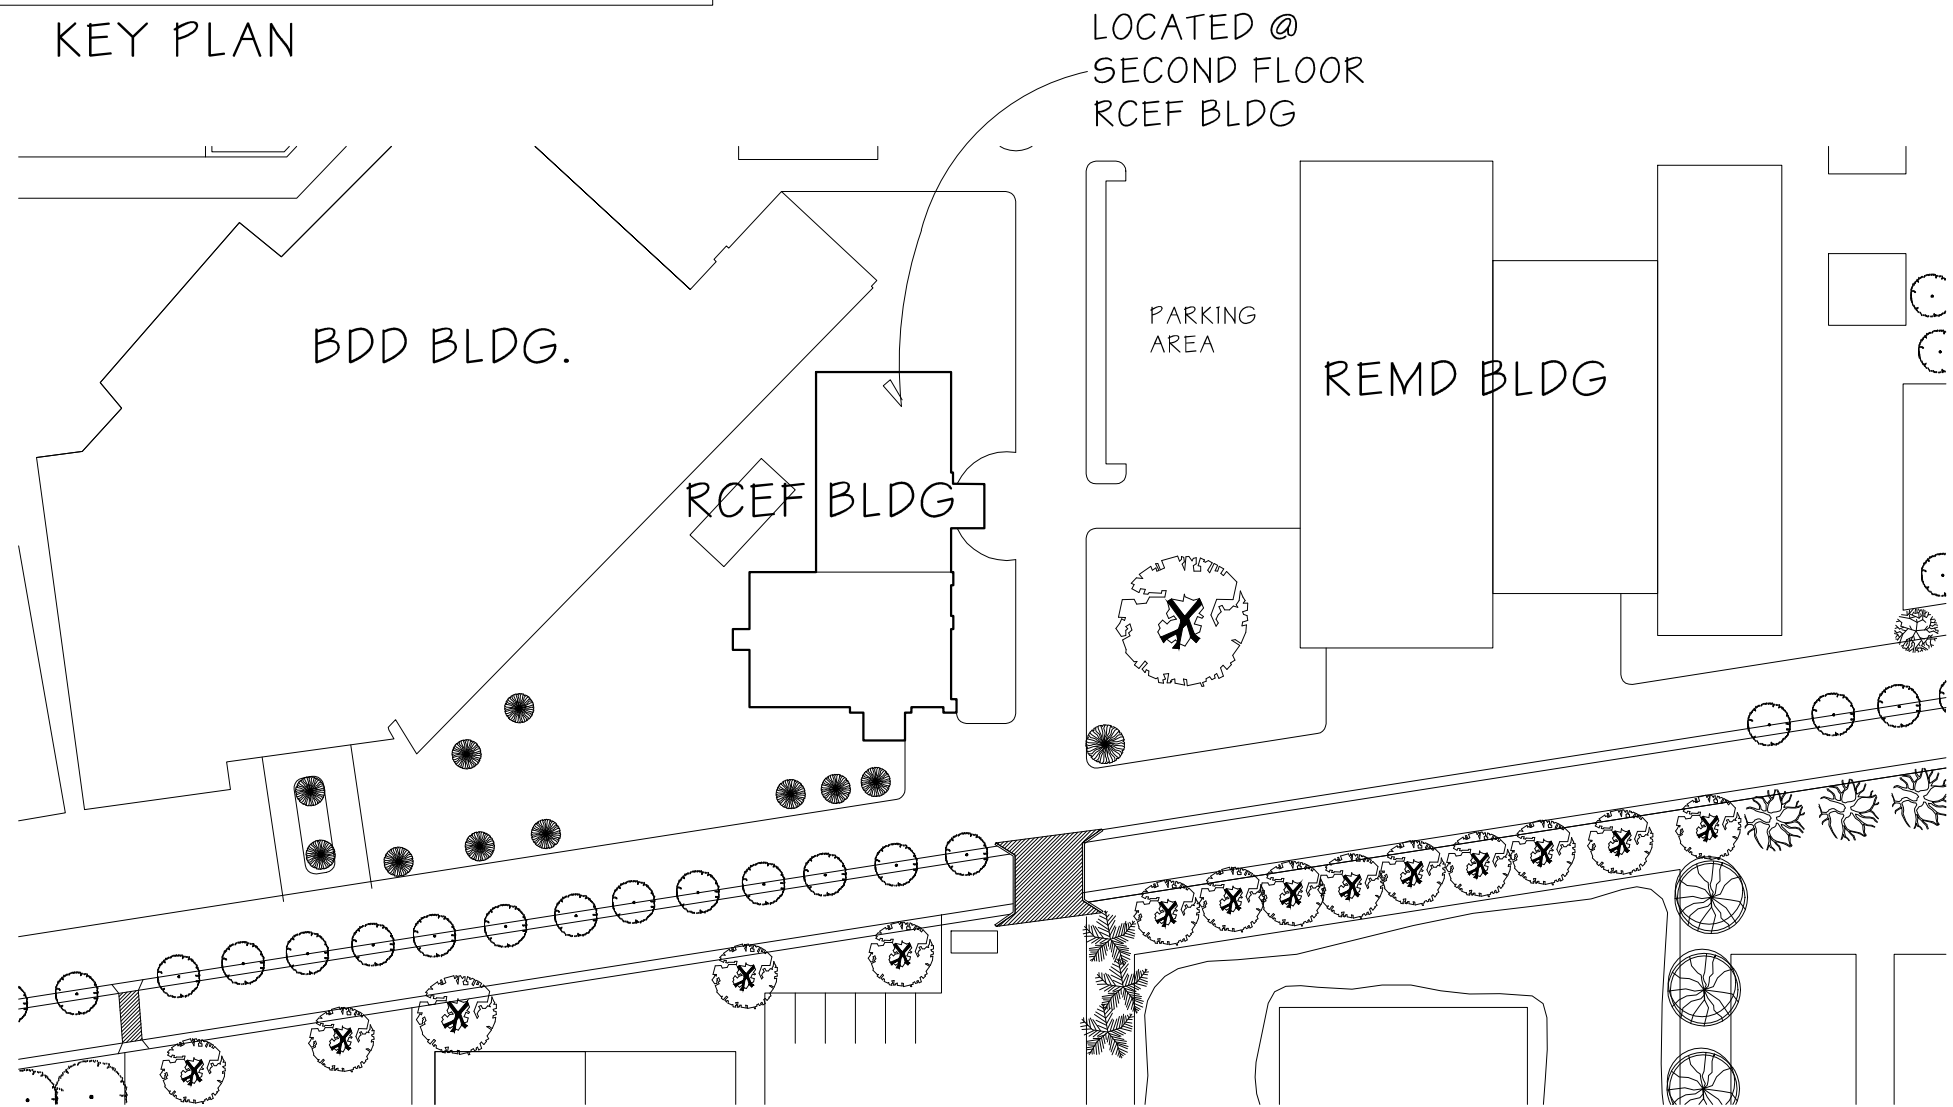 KEY PLAN
LOCATED @
SECOND FLOOR
RCEF BLDG
PARKING
AREA
BDD BLDG.
REMD BLDG
RCEF BLDG